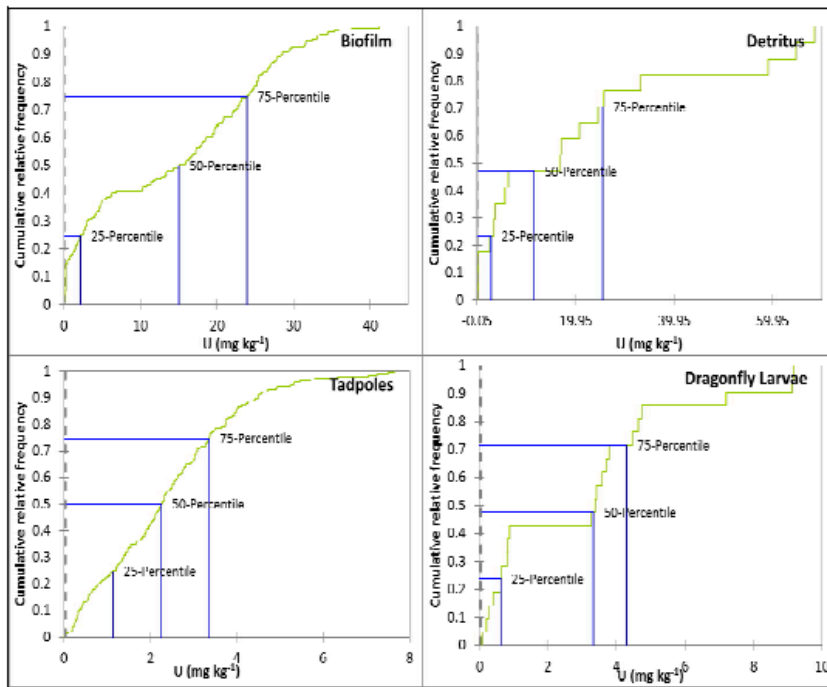 Biofilm
Cumulative relative frequency
1
0.9
0.8
0.7
0.6
0.5
0.4
0.3
0.2
0.1
0
75-Percentile
50-Percentile
25-Percentile
0 10 20 30 40
U (mg kg⁻¹)
Detritus
Cumulative relative frequency
1
0.9
0.8
0.7
0.6
0.5
0.4
0.3
0.2
0.1
0
75-Percentile
50-Percentile
25-Percentile
-0.05 19.95 39.95 59.95
U (mg kg⁻¹)
Tadpoles
Cumulative relative frequency
1
0.9
0.8
0.7
0.6
0.5
0.4
0.3
0.2
0.1
0
75-Percentile
50-Percentile
25-Percentile
0 2 4 6 8
U (mg kg⁻¹)
Dragonfly Larvae
Cumulative relative frequency
1
0.9
0.8
0.7
0.6
0.5
0.4
0.3
0.2
0.1
0
75-Percentile
50-Percentile
25-Percentile
0 2 4 6 8 10
U (mg kg⁻¹)